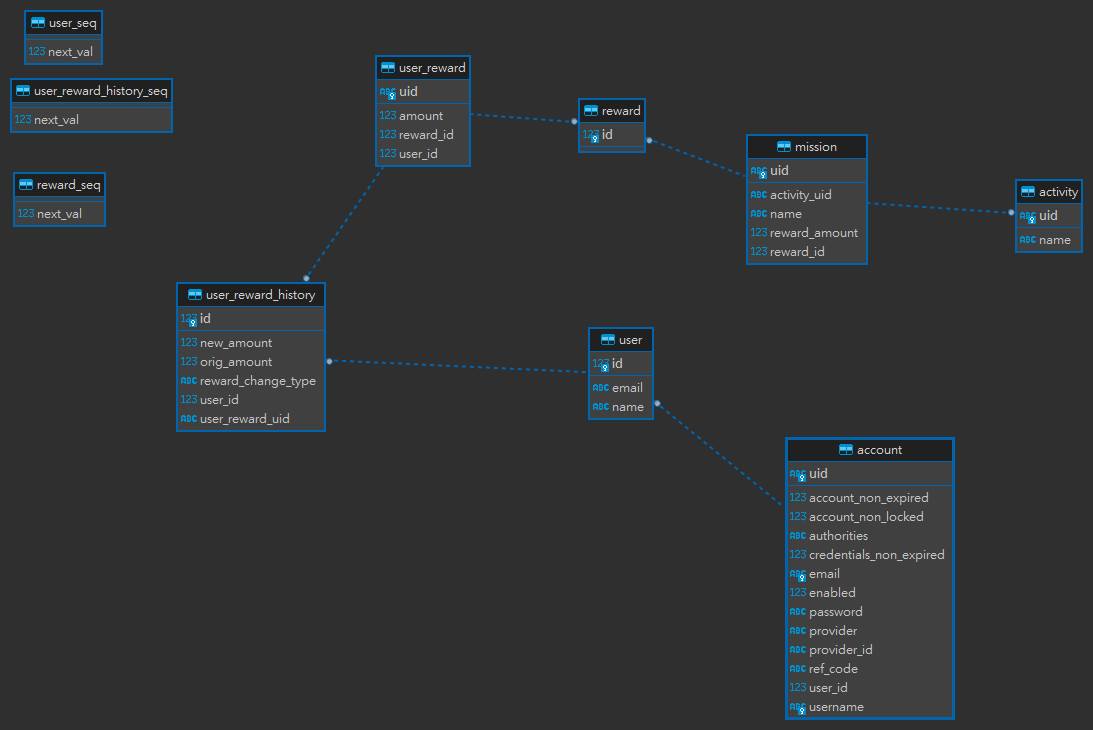 user_seq
123 next_val
user_reward_history_seq
123 next_val
reward_seq
123 next_val
user_reward
ABC uid
123 amount
123 reward_id
123 user_id
reward
123 id
mission
ABC uid
ABC activity_uid
ABC name
123 reward_amount
123 reward_id
activity
ABC uid
ABC name
user_reward_history
123 id
123 new_amount
123 orig_amount
ABC reward_change_type
123 user_id
ABC user_reward_uid
user
123 id
ABC email
ABC name
account
ABC uid
123 account_non_expired
123 account_non_locked
ABC authorities
123 credentials_non_expired
ABC email
123 enabled
ABC password
ABC provider
ABC provider_id
ABC ref_code
123 user_id
ABC username